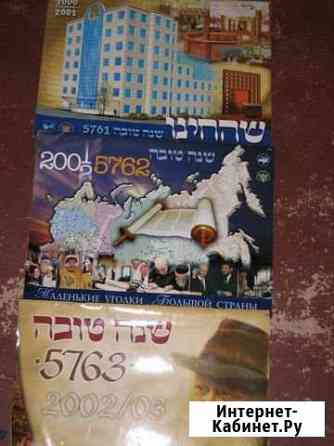 2000
2001
שהחינו
שנה טובה 5761
200½ 5762
שנה טובה
Маленькие уголки Большой страны
שנה טובה
·5763·
2002/03
Интернет-
Кабинет.Ру